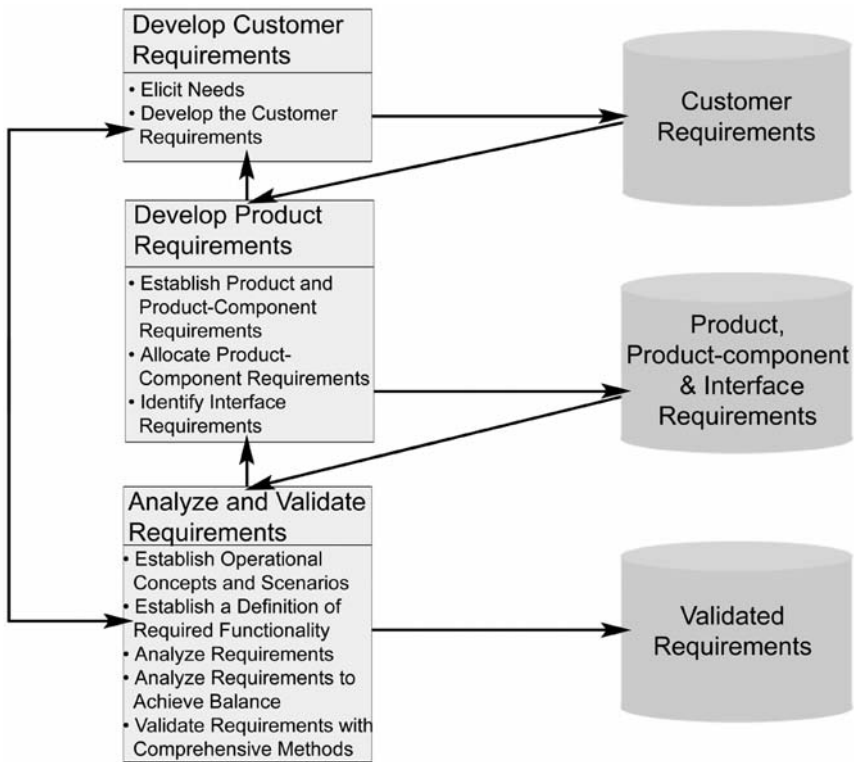 Develop Customer
Requirements
• Elicit Needs
• Develop the Customer
Requirements
Customer
Requirements
Develop Product
Requirements
• Establish Product and
Product-Component
Requirements
• Allocate Product-
Component Requirements
• Identify Interface
Requirements
Product,
Product-component
& Interface
Requirements
Analyze and Validate
Requirements
• Establish Operational
Concepts and Scenarios
• Establish a Definition of
Required Functionality
• Analyze Requirements
• Analyze Requirements to
Achieve Balance
• Validate Requirements with
Comprehensive Methods
Validated
Requirements